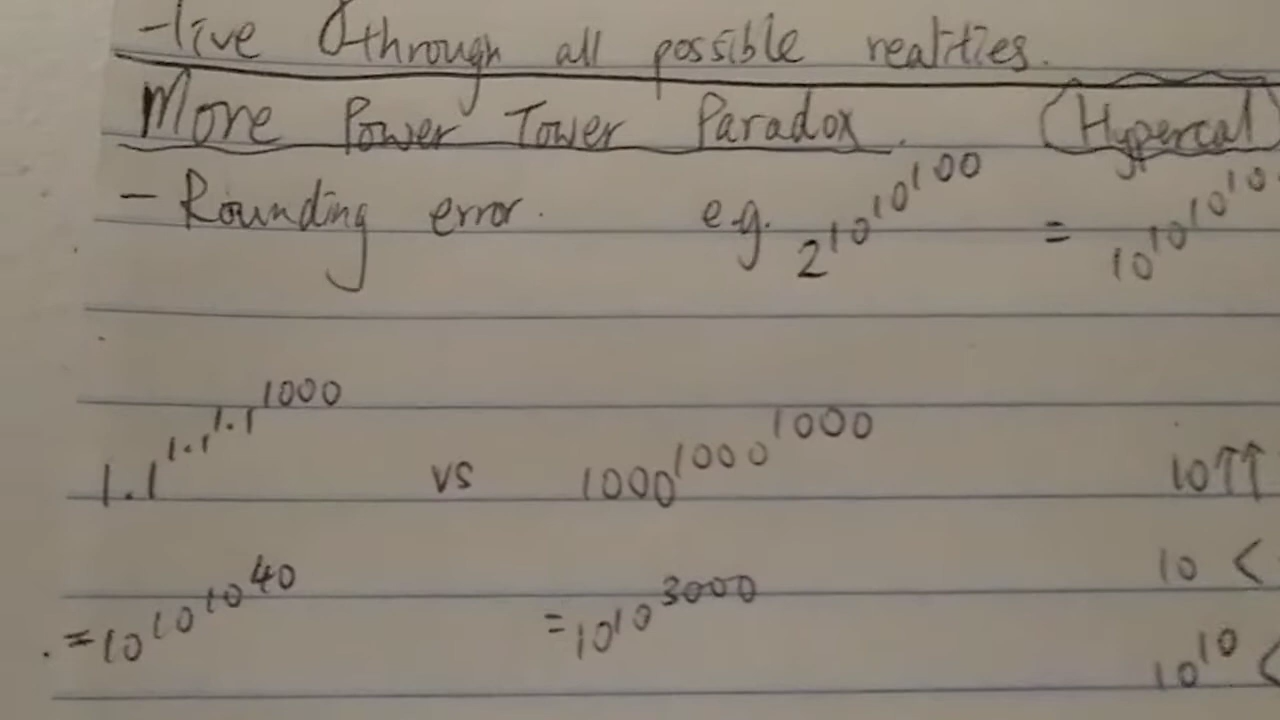 -live through all possible realities.
More Power Tower Paradox. Hypercal
- Rounding error. e.g. 2^10^10^100 = 10^10^10^10^10
1.1^1.1^1.1^1000 vs 1000^1000^1000 10↑↑
=10^10^10^40 =10^10^3000 10 <
10^10 <